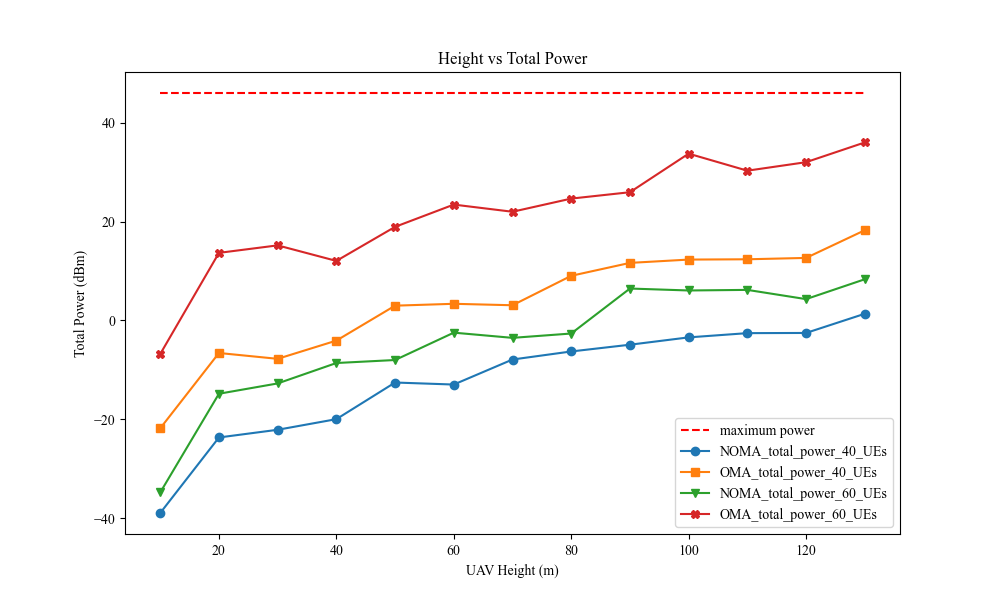 Height vs Total Power
Total Power (dBm)
40
20
0
−20
−40
20
40
60
80
100
120
UAV Height (m)
maximum power
NOMA_total_power_40_UEs
OMA_total_power_40_UEs
NOMA_total_power_60_UEs
OMA_total_power_60_UEs